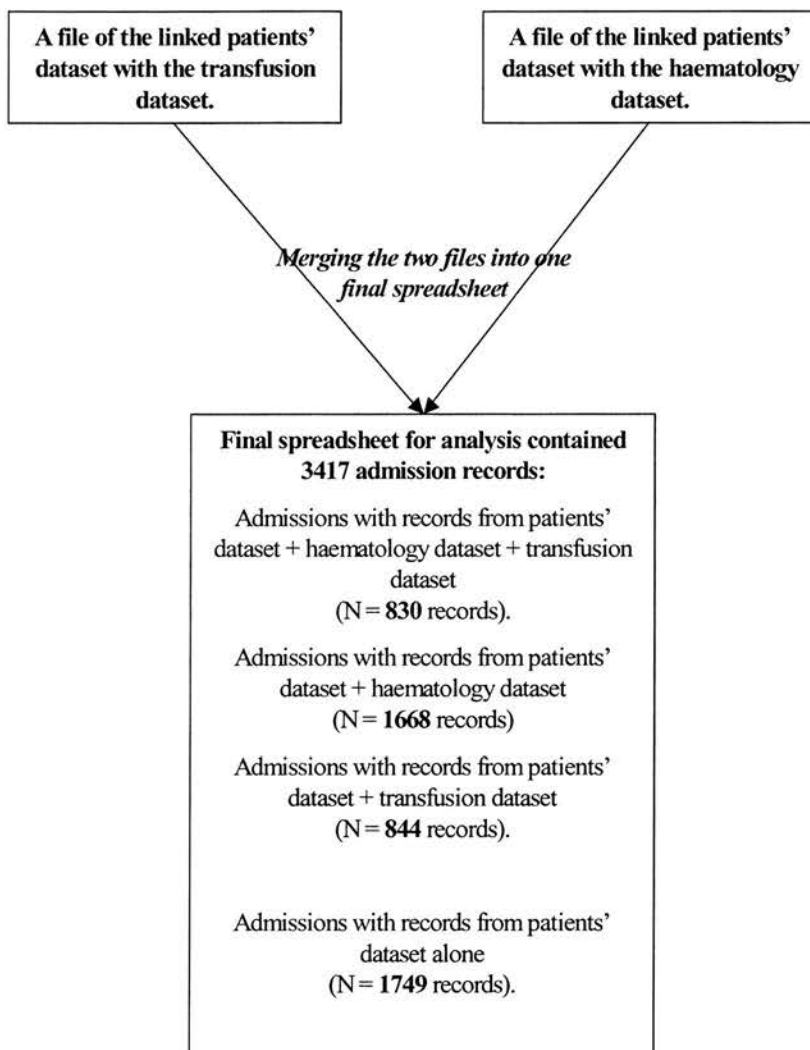 A file of the linked patients'
dataset with the transfusion
dataset.
A file of the linked patients'
dataset with the haematology
dataset.
Merging the two files into one
final spreadsheet
Final spreadsheet for analysis contained
3417 admission records:
Admissions with records from patients'
dataset + haematology dataset + transfusion
dataset
(N = 830 records).
Admissions with records from patients'
dataset + haematology dataset
(N = 1668 records)
Admissions with records from patients'
dataset + transfusion dataset
(N = 844 records).
Admissions with records from patients'
dataset alone
(N = 1749 records).